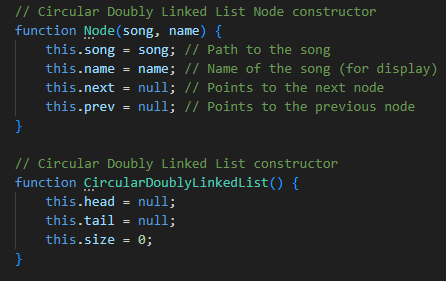 // Circular Doubly Linked List Node constructor
function Node(song, name) {
    this.song = song; // Path to the song
    this.name = name; // Name of the song (for display)
    this.next = null; // Points to the next node
    this.prev = null; // Points to the previous node
}
// Circular Doubly Linked List constructor
function CircularDoublyLinkedList() {
    this.head = null;
    this.tail = null;
    this.size = 0;
}